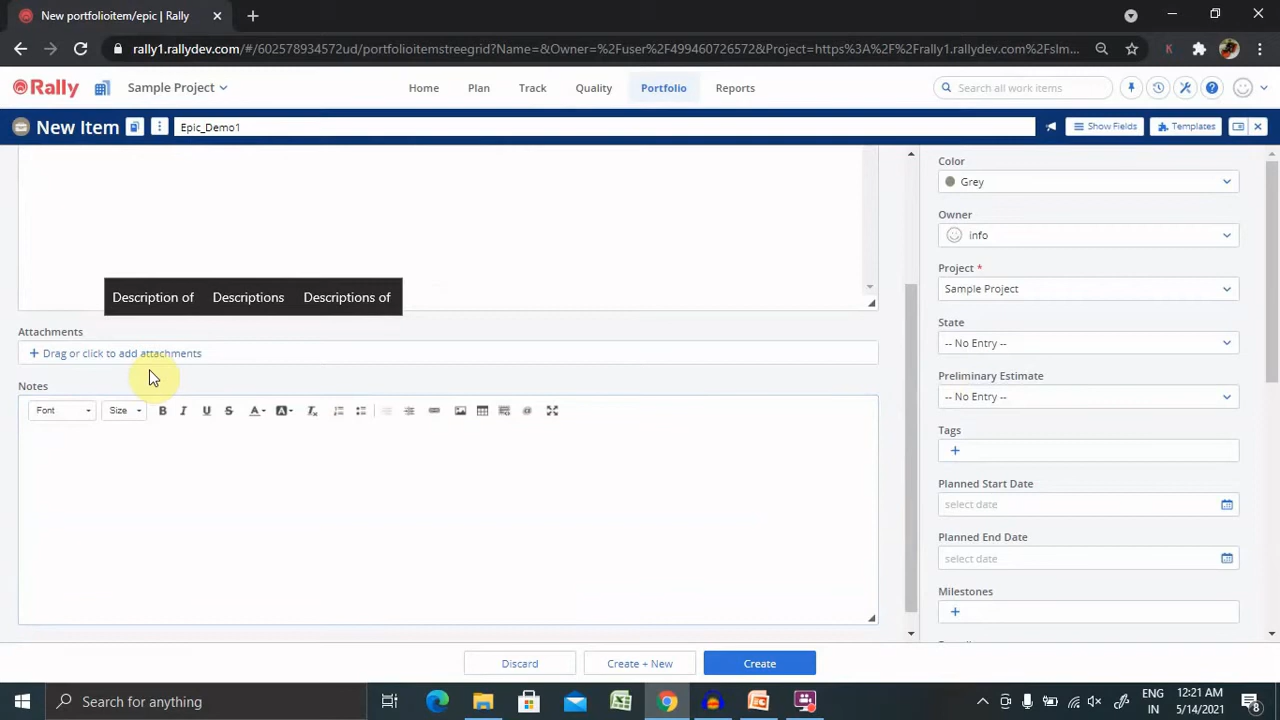 New portfolioitem/epic | Rally
rally1.rallydev.com/#/602578934572ud/portfolioitemstreegrid?Name=&Owner=%2Fuser%2F499460726572&Project=https%3A%2F%2Frally1.rallydev.com%2Fslm...
K
Rally
Sample Project
Home
Plan
Track
Quality
Portfolio
Reports
Search all work items
New Item
Epic_Demo1
Show Fields
Templates
Color
Grey
Owner
info
Project *
Sample Project
Description of Descriptions Descriptions of
State
-- No Entry --
Attachments
+ Drag or click to add attachments
Preliminary Estimate
-- No Entry --
Notes
Font
Size
B I U S A A
Tags
Planned Start Date
select date
Planned End Date
select date
Milestones
Discard
Create + New
Create
Search for anything
ENG
IN
12:21 AM
5/14/2021
8